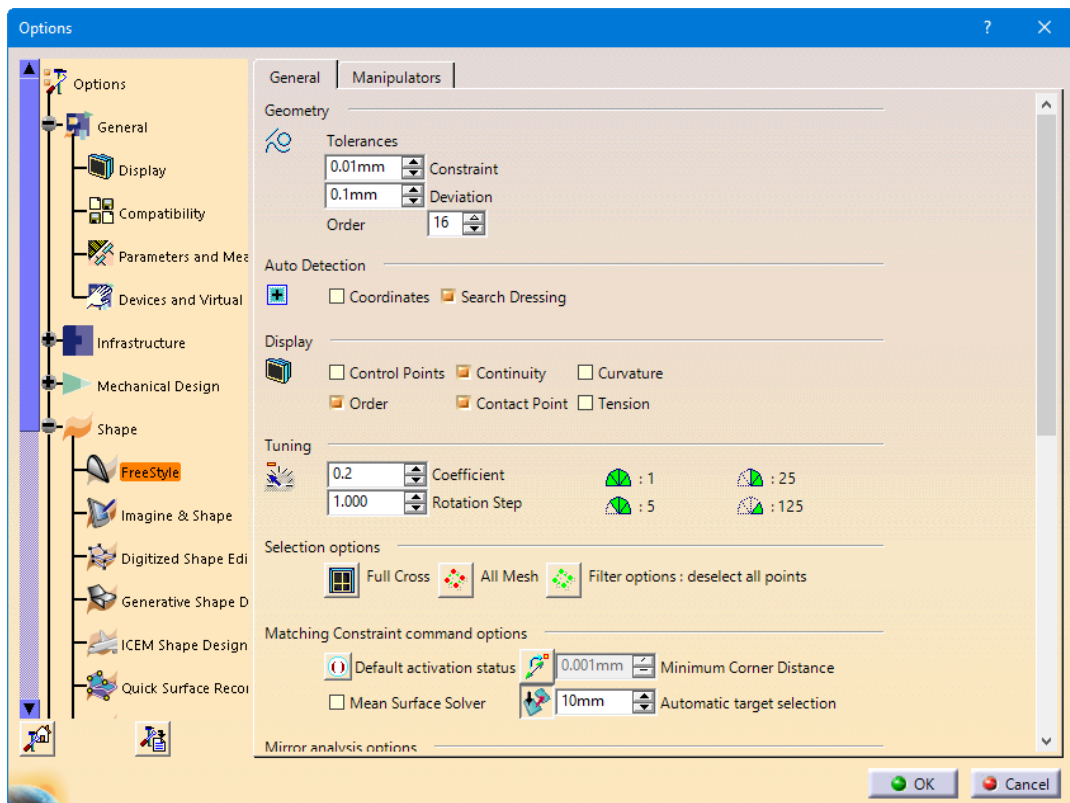 Options
?
Options
General
Display
Compatibility
Parameters and Mea
Devices and Virtual
Infrastructure
Mechanical Design
Shape
FreeStyle
Imagine & Shape
Digitized Shape Edi
Generative Shape D
ICEM Shape Design
Quick Surface Recor
General Manipulators
Geometry
Tolerances
0.01mm Constraint
0.1mm Deviation
Order 16
Auto Detection
Coordinates Search Dressing
Display
Control Points Continuity Curvature
Order Contact Point Tension
Tuning
0.2 Coefficient : 1 : 25
1.000 Rotation Step : 5 : 125
Selection options
Full Cross All Mesh Filter options : deselect all points
Matching Constraint command options
Default activation status 0.001mm Minimum Corner Distance
Mean Surface Solver 10mm Automatic target selection
Mirror analysis options
OK Cancel